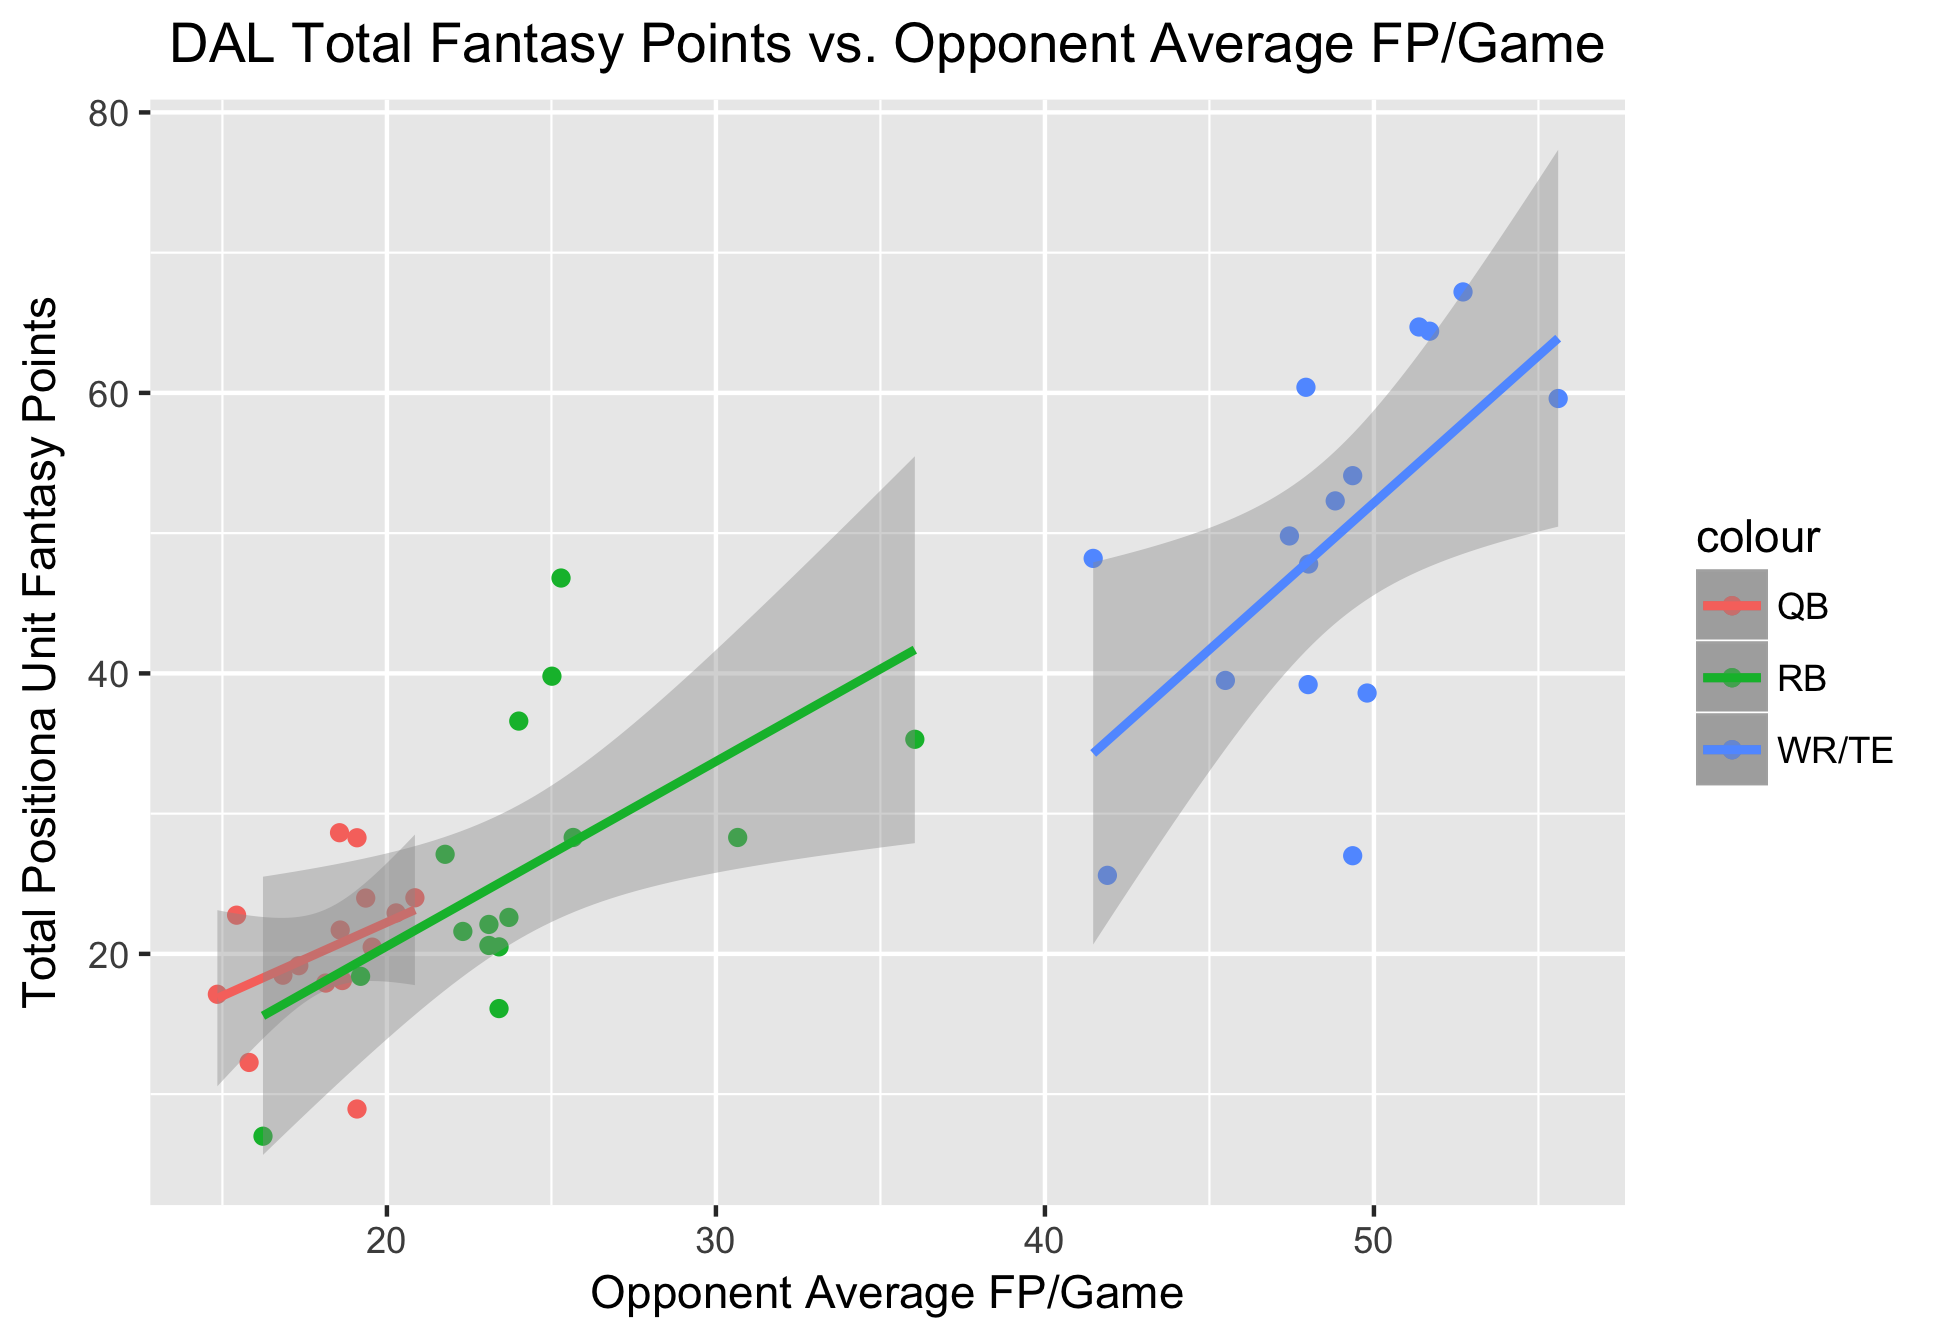 DAL Total Fantasy Points vs. Opponent Average FP/Game
Total Positiona Unit Fantasy Points
80
60
40
20
20
30
40
50
Opponent Average FP/Game
colour
QB
RB
WR/TE